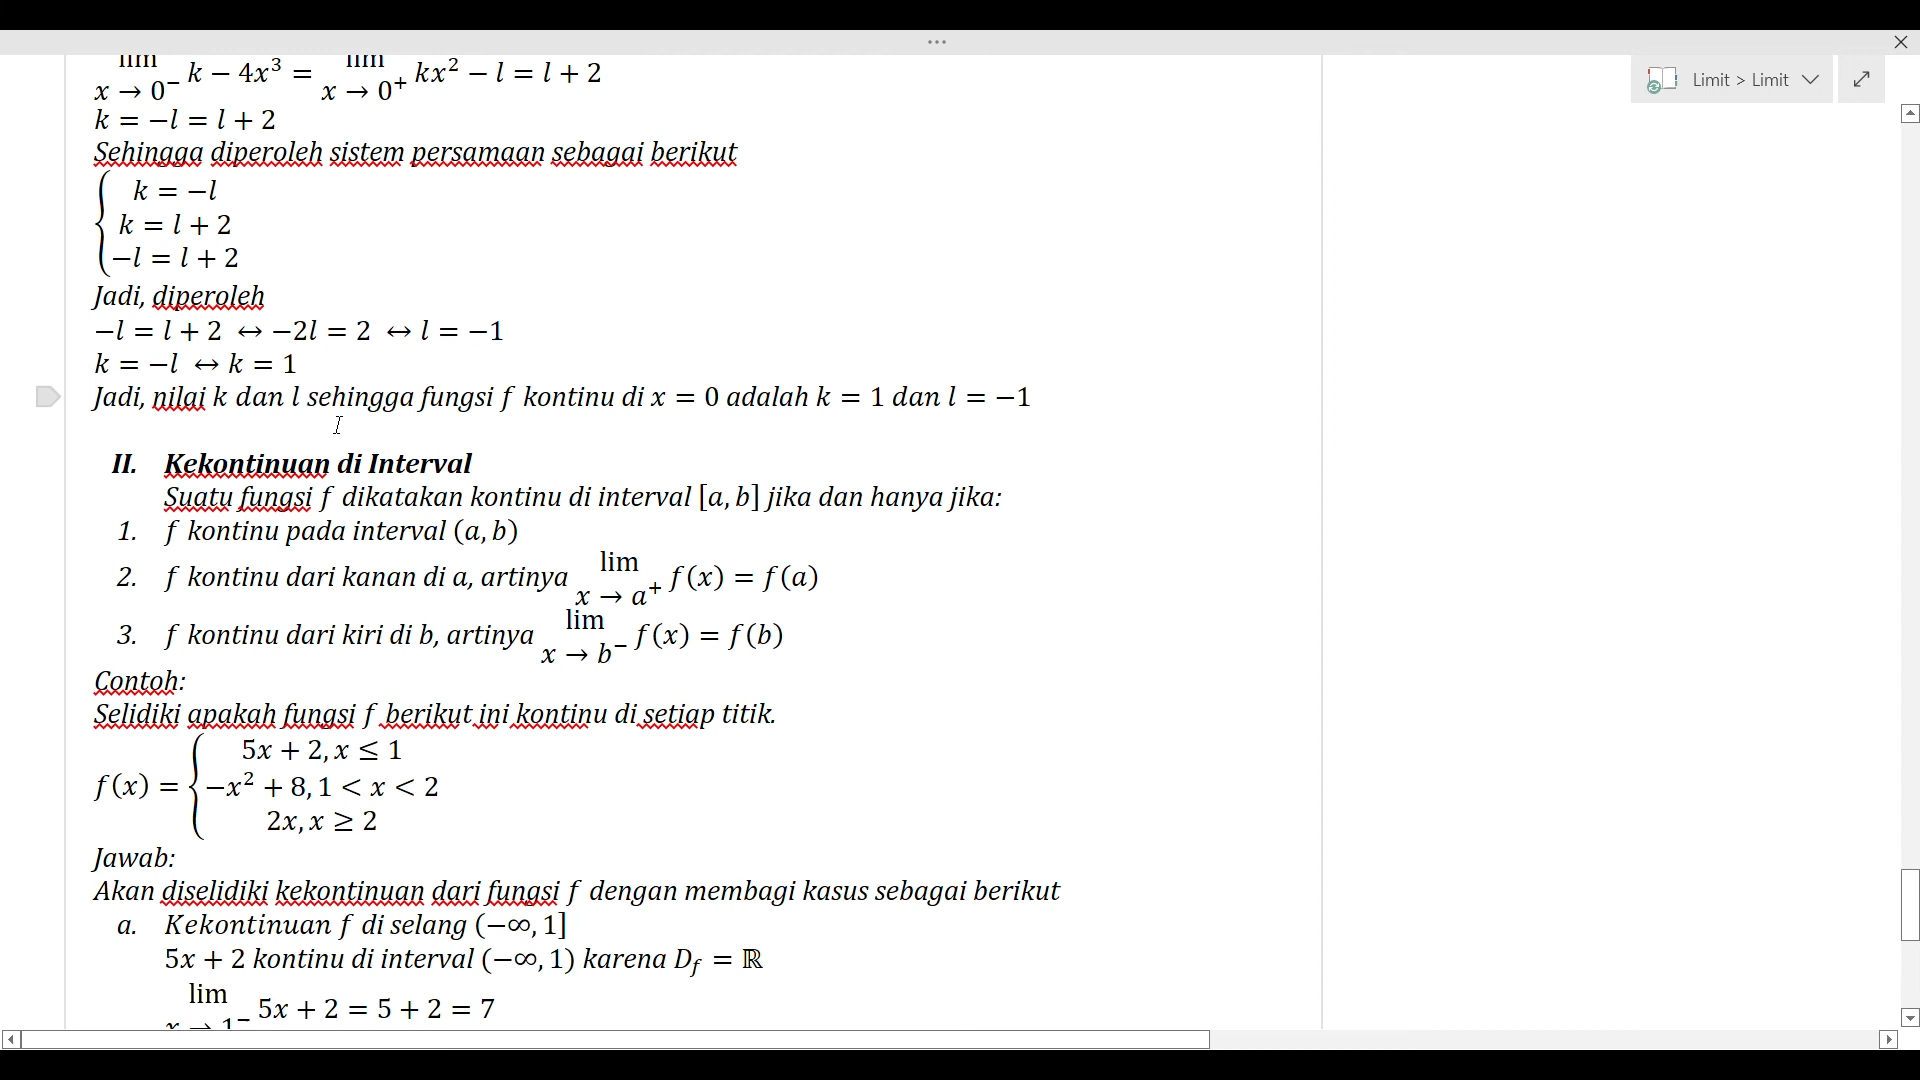 Limit > Limit
lim x → 0⁻ k − 4x³ = lim x → 0⁺ kx² − l = l + 2
k = −l = l + 2
Sehingga diperoleh sistem persamaan sebagai berikut
k = −l
k = l + 2
−l = l + 2
Jadi, diperoleh
−l = l + 2 ↔ −2l = 2 ↔ l = −1
k = −l ↔ k = 1
Jadi, nilai k dan l sehingga fungsi f kontinu di x = 0 adalah k = 1 dan l = −1
II. Kekontinuan di Interval
Suatu fungsi f dikatakan kontinu di interval [a, b] jika dan hanya jika:
1. f kontinu pada interval (a, b)
2. f kontinu dari kanan di a, artinya lim x → a⁺ f(x) = f(a)
3. f kontinu dari kiri di b, artinya lim x → b⁻ f(x) = f(b)
Contoh:
Selidiki apakah fungsi f berikut ini kontinu di setiap titik.
5x + 2, x ≤ 1
f(x) = { −x² + 8, 1 < x < 2
2x, x ≥ 2
Jawab:
Akan diselidiki kekontinuan dari fungsi f dengan membagi kasus sebagai berikut
a. Kekontinuan f di selang (−∞, 1]
5x + 2 kontinu di interval (−∞, 1) karena D_f = ℝ
lim x → 1⁻ 5x + 2 = 5 + 2 = 7